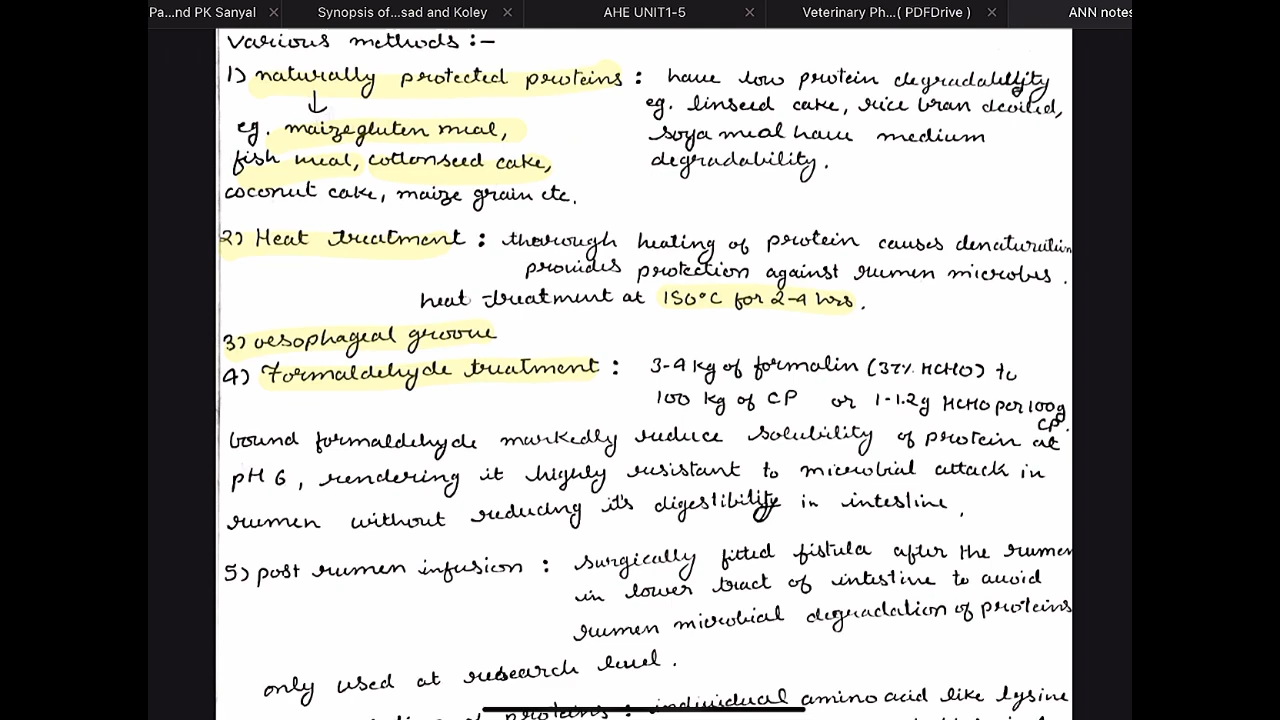 Pa...nd PK Sanyal
Synopsis of...sad and Koley
AHE UNIT1-5
Veterinary Ph...( PDFDrive )
ANN notes
Various methods :-
1) naturally protected proteins : have low protein degradability
eg. linseed cake, rice bran deoiled,
eg. maizegluten meal,
soya meal have medium
fish meal, cottonseed cake,
degradability.
coconut cake, maize grain etc.
2) Heat treatment : thorough heating of protein causes denaturation
provides protection against rumen microbes.
heat treatment at 150°C for 2-4 hrs.
3) oesophageal groove
4) Formaldehyde treatment : 3-4 kg of formalin (37% HCHO) to
100 kg of CP or 1-1.2g HCHO per 100g
CP.
bound formaldehyde markedly reduce solubility of protein at
pH 6, rendering it highly resistant to microbial attack in
rumen without reducing it's digestibility in intestine.
5) post rumen infusion : surgically fitted fistula after the rumen
in lower tract of intestine to avoid
rumen microbial degradation of proteins
only used at research level.
of proteins : individual amino acid like lysine